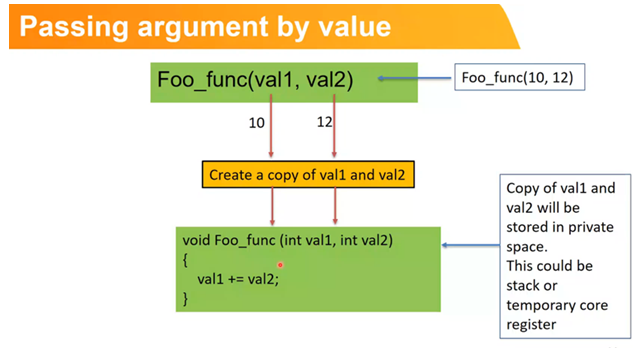 Passing argument by value
Foo_func(val1, val2)
Foo_func(10, 12)
10
12
Create a copy of val1 and val2
void Foo_func (int val1, int val2)
{
val1 += val2;
}
Copy of val1 and
val2 will be
stored in private
space.
This could be
stack or
temporary core
register